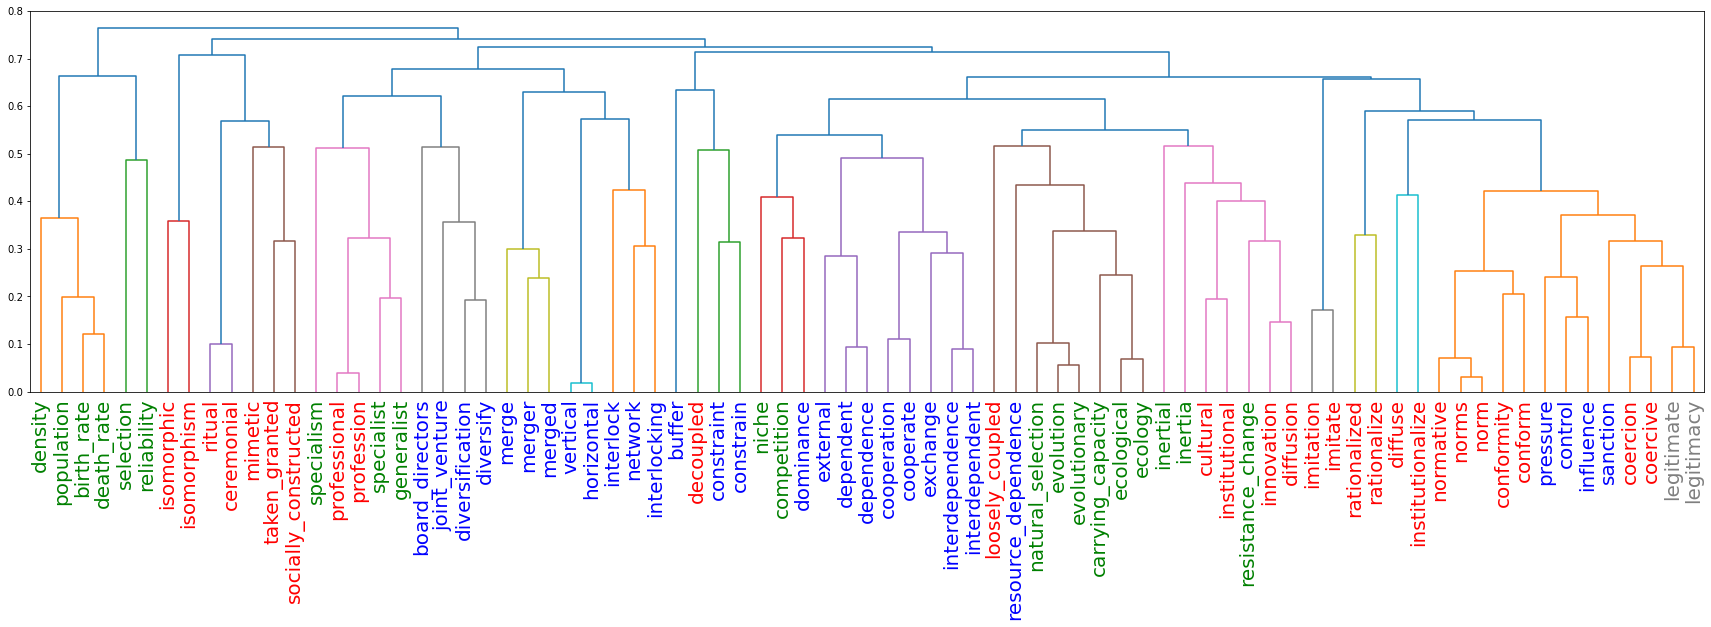 0.8
0.7
0.6
0.5
0.4
0.3
0.2
0.1
0.0
density
population
birth_rate
death_rate
selection
reliability
isomorphic
isomorphism
ritual
ceremonial
mimetic
taken_granted
socially_constructed
specialism
professional
profession
specialist
generalist
board_directors
joint_venture
diversification
diversify
merge
merger
merged
vertical
horizontal
interlock
network
interlocking
buffer
decoupled
constraint
constrain
niche
competition
dominance
external
dependent
dependence
cooperation
cooperate
exchange
interdependence
interdependent
loosely_coupled
resource_dependence
natural_selection
evolution
evolutionary
carrying_capacity
ecological
ecology
inertial
inertia
cultural
institutional
resistance_change
innovation
diffusion
imitation
imitate
rationalized
rationalize
diffuse
institutionalize
normative
norms
norm
conformity
conform
pressure
control
influence
sanction
coercion
coercive
legitimate
legitimacy